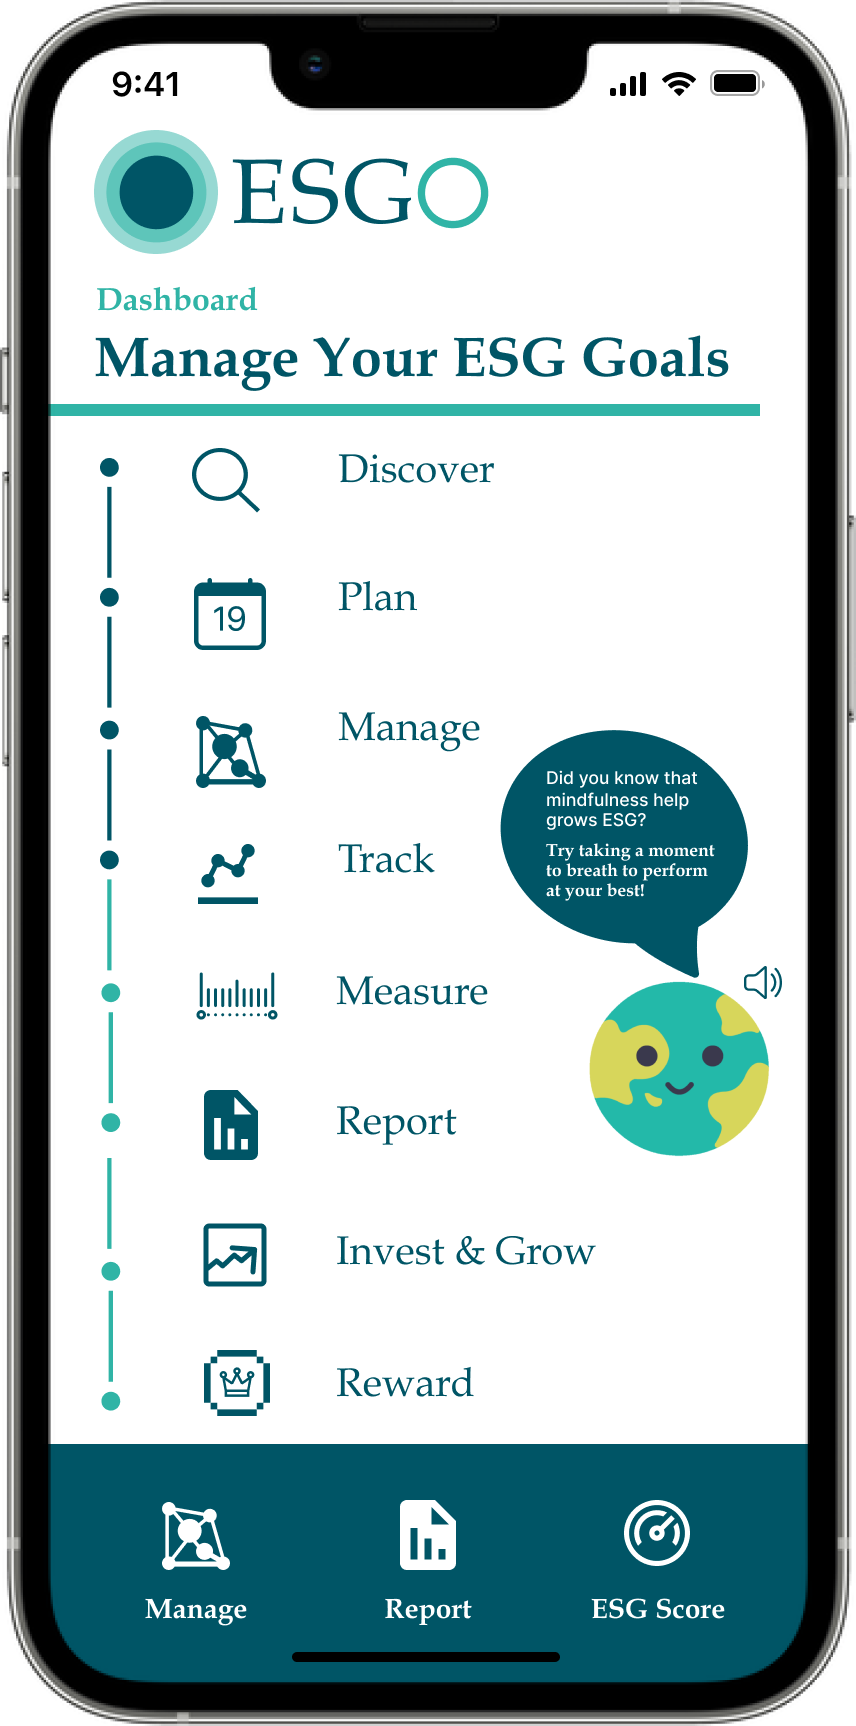 9:41
ESGO
Dashboard
Manage Your ESG Goals
Discover
19
Plan
Manage
Did you know that
mindfulness help
grows ESG?
Try taking a moment
to breath to perform
at your best!
Track
Measure
Report
Invest & Grow
Reward
Manage
Report
ESG Score